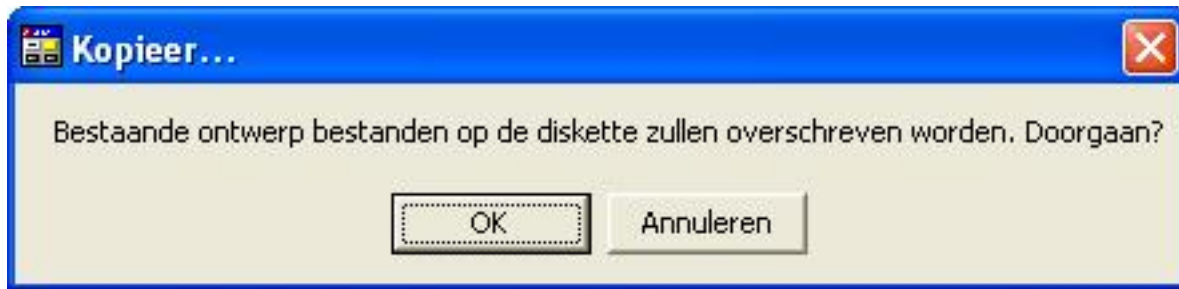 Kopieer...
Bestaande ontwerp bestanden op de diskette zullen overschreven worden. Doorgaan?
OK
Annuleren